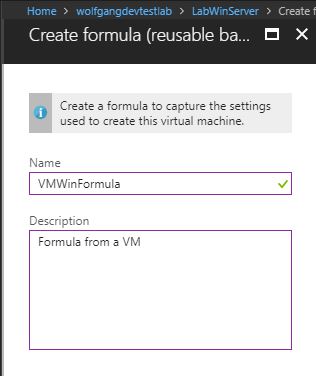 Home > wolfgangdevtestlab > LabWinServer > Create f
Create formula (reusable ba...
Create a formula to capture the settings
used to create this virtual machine.
Name
VMWinFormula
Description
Formula from a VM